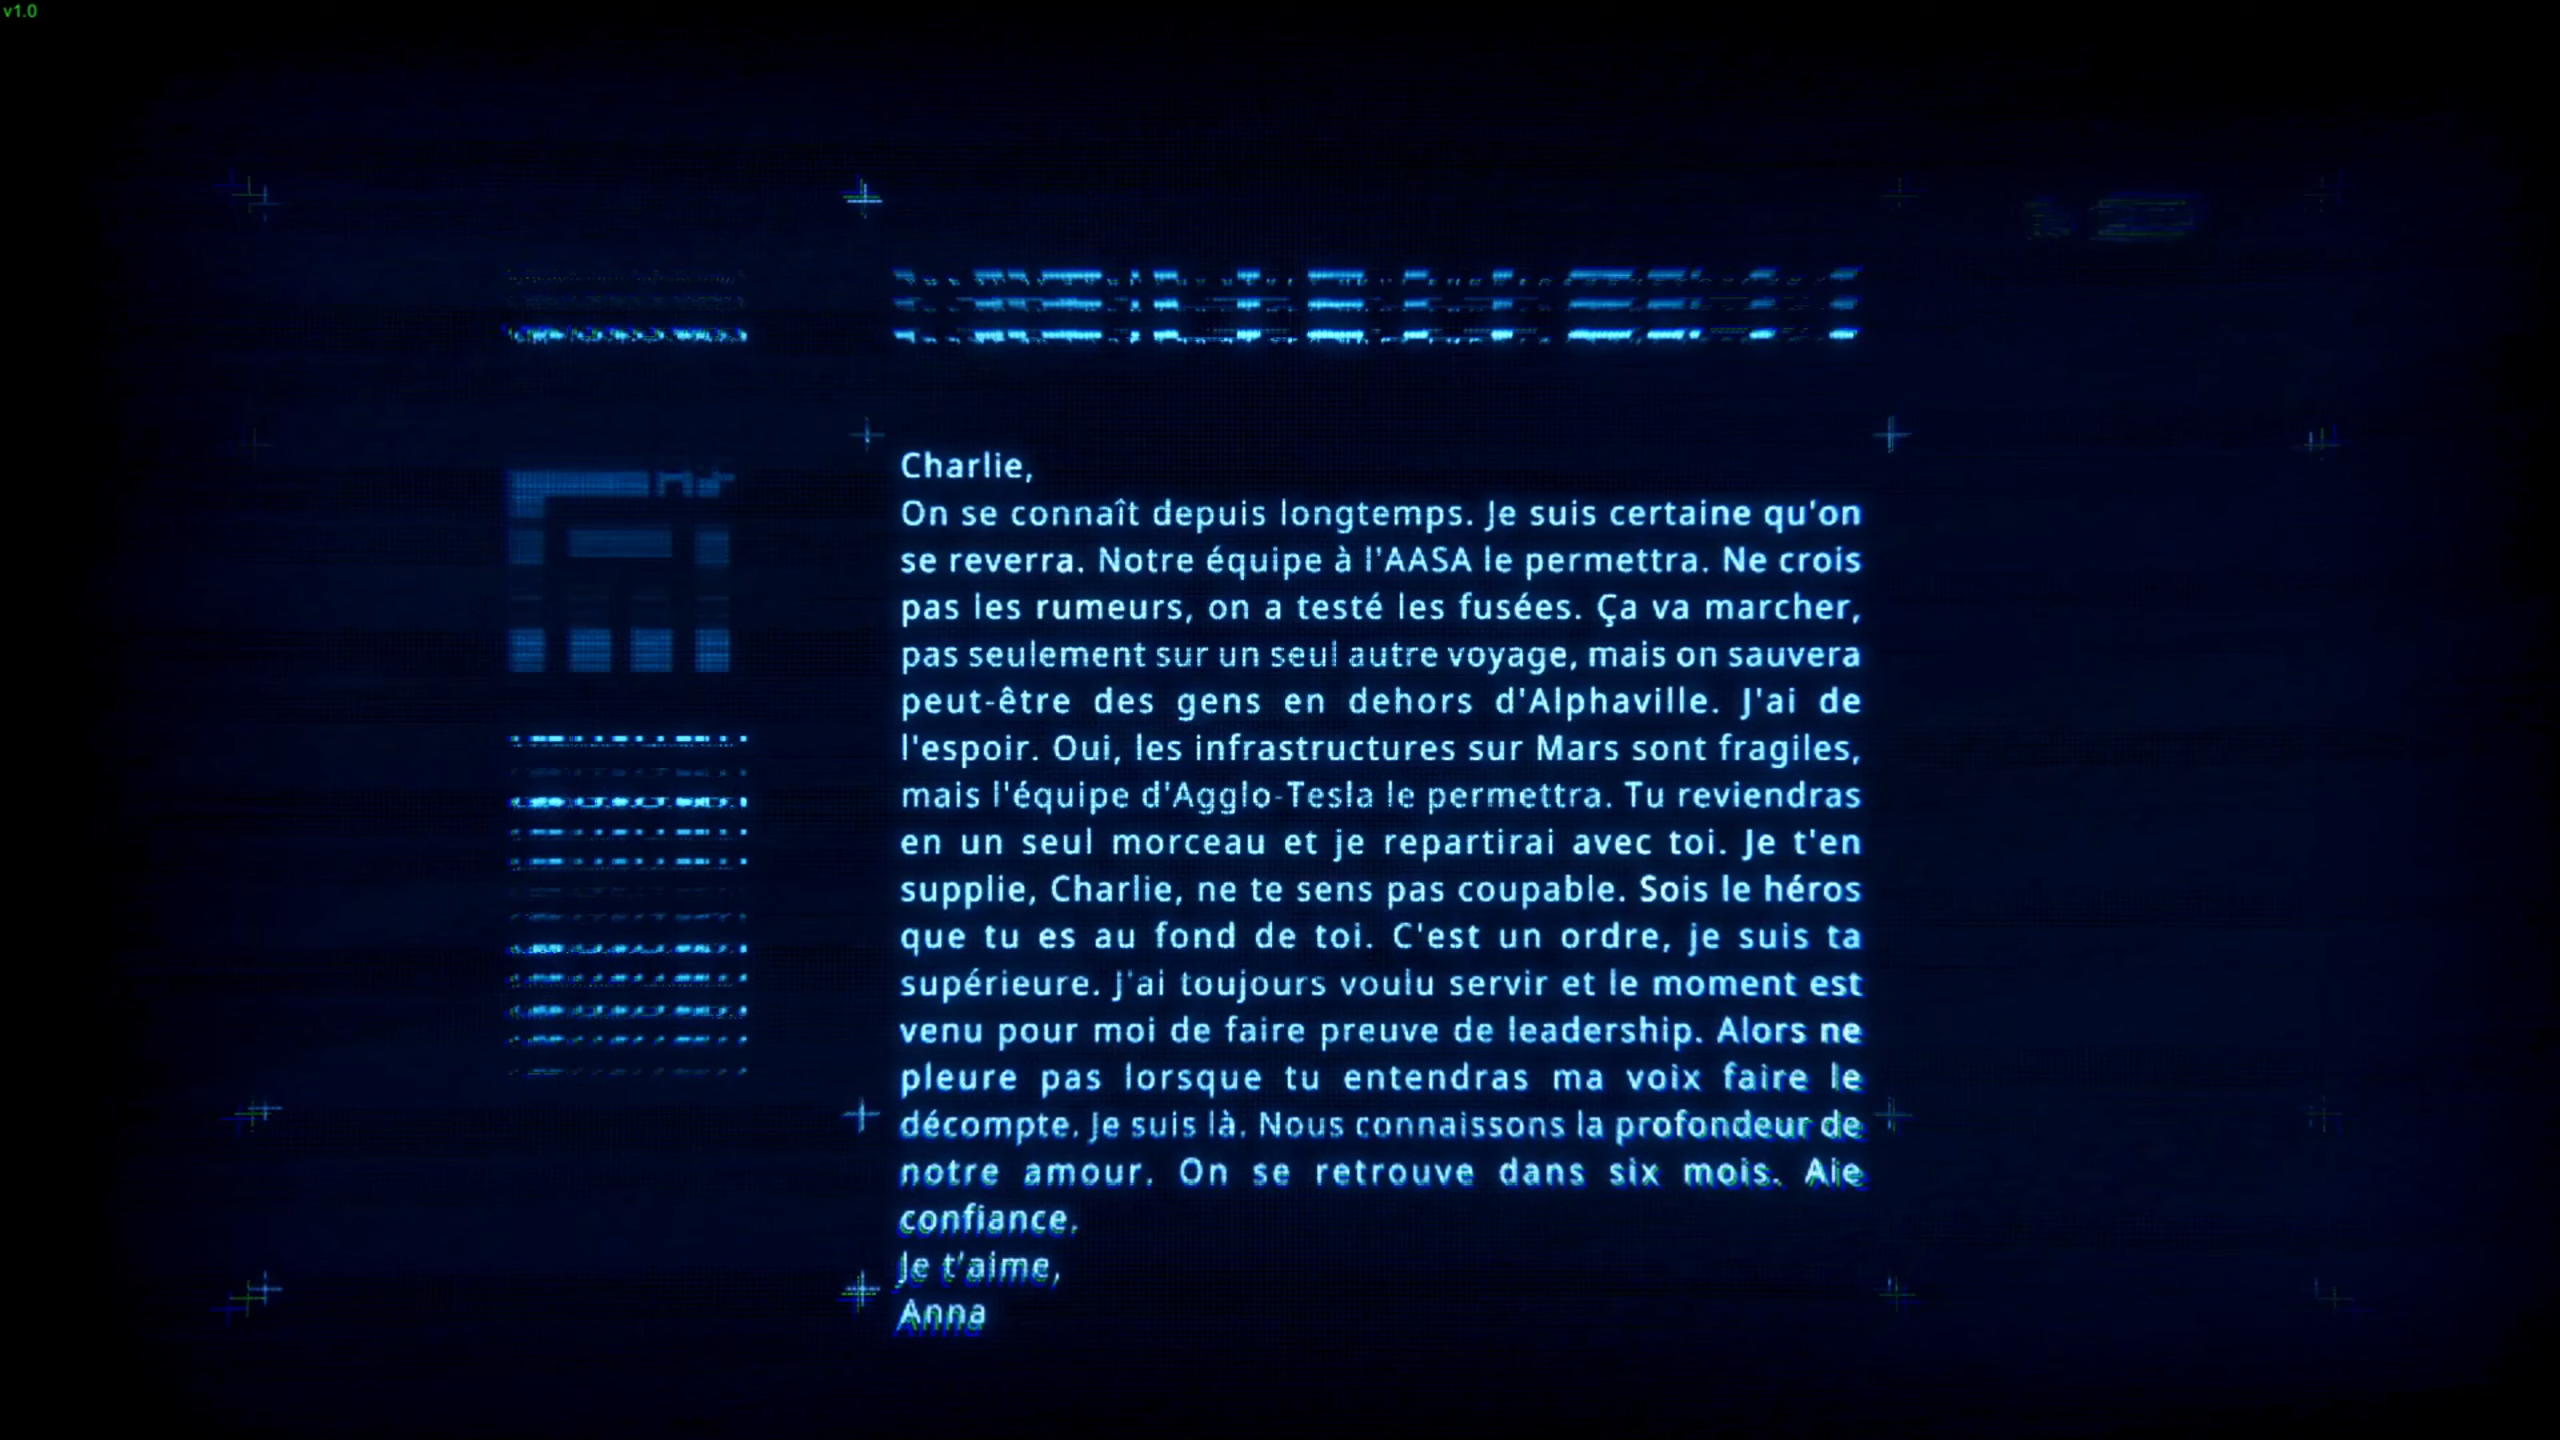 v1.0
Charlie,
On se connaît depuis longtemps. Je suis certaine qu'on
se reverra. Notre équipe à l'AASA le permettra. Ne crois
pas les rumeurs, on a testé les fusées. Ça va marcher,
pas seulement sur un seul autre voyage, mais on sauvera
peut-être des gens en dehors d'Alphaville. J'ai de
l'espoir. Oui, les infrastructures sur Mars sont fragiles,
mais l'équipe d'Agglo-Tesla le permettra. Tu reviendras
en un seul morceau et je repartirai avec toi. Je t'en
supplie, Charlie, ne te sens pas coupable. Sois le héros
que tu es au fond de toi. C'est un ordre, je suis ta
supérieure. J'ai toujours voulu servir et le moment est
venu pour moi de faire preuve de leadership. Alors ne
pleure pas lorsque tu entendras ma voix faire le
décompte. Je suis là. Nous connaissons la profondeur de
notre amour. On se retrouve dans six mois. Aie
confiance.
Je t'aime,
Anna